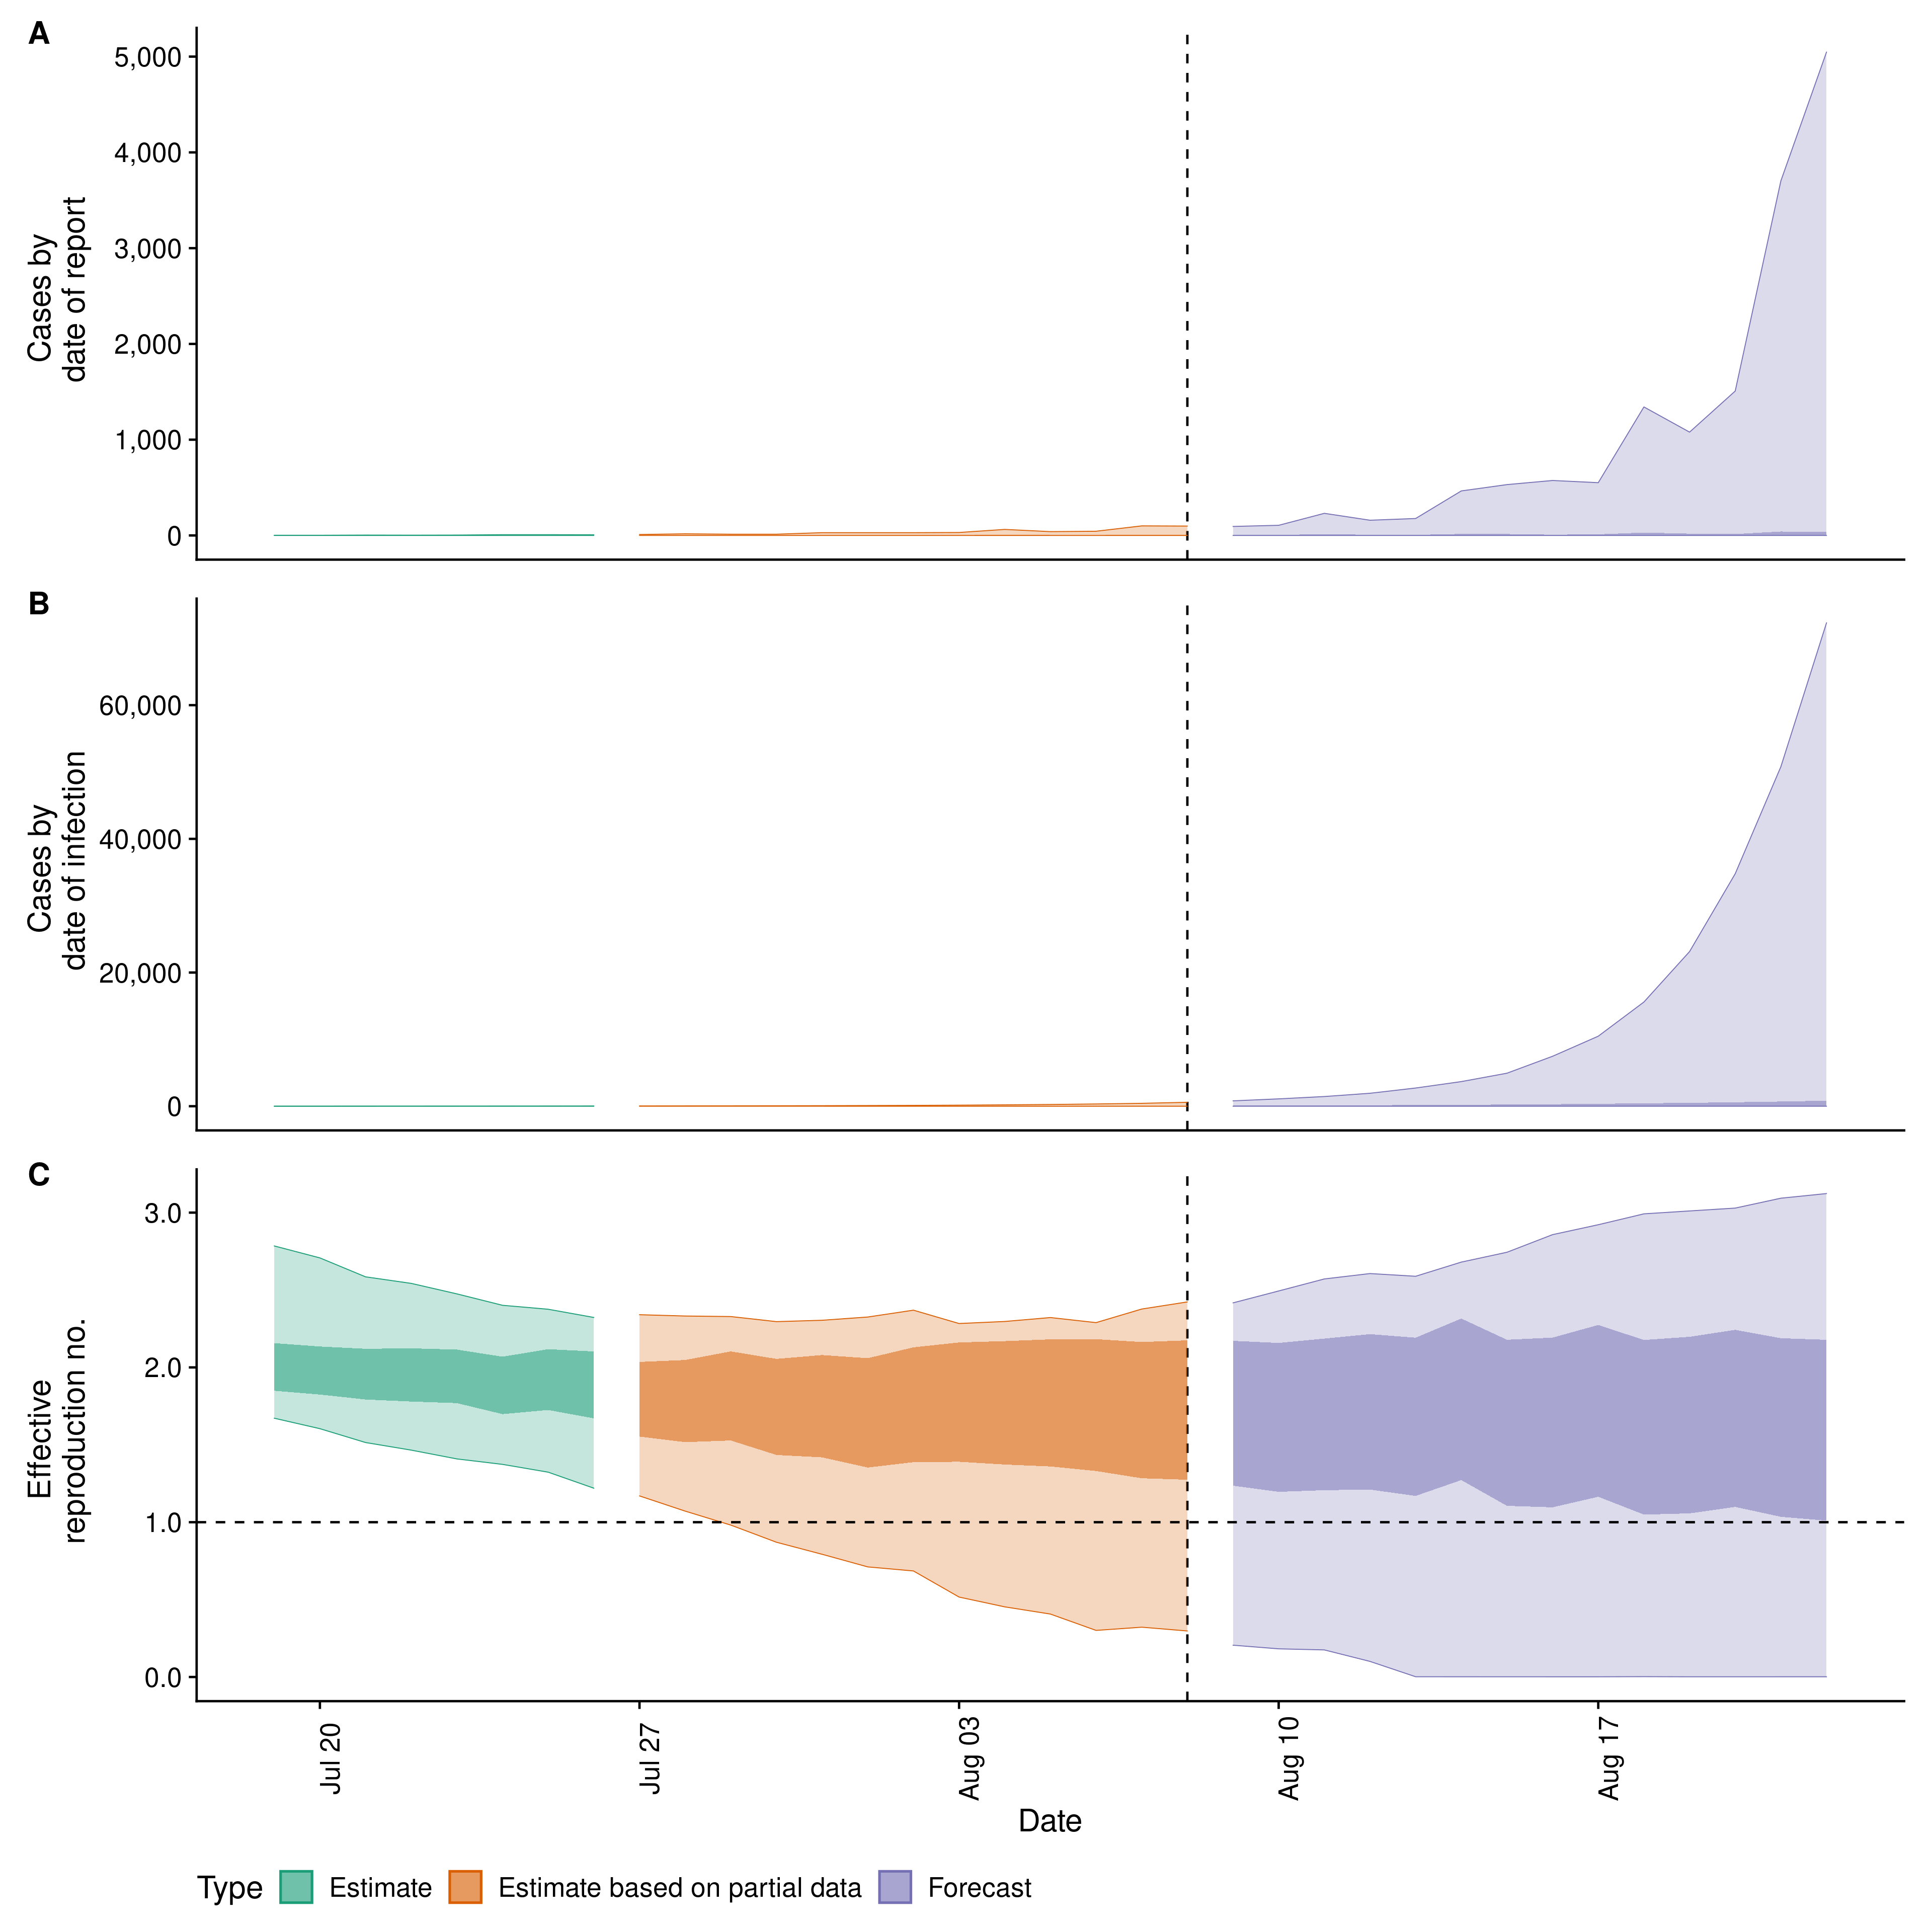 A
5,000
4,000
3,000
2,000
1,000
0
Cases by
date of report
B
60,000
40,000
20,000
0
Cases by
date of infection
C
3.0
2.0
1.0
0.0
Effective
reproduction no.
Jul 20
Jul 27
Aug 03
Aug 10
Aug 17
Date
Type Estimate Estimate based on partial data Forecast